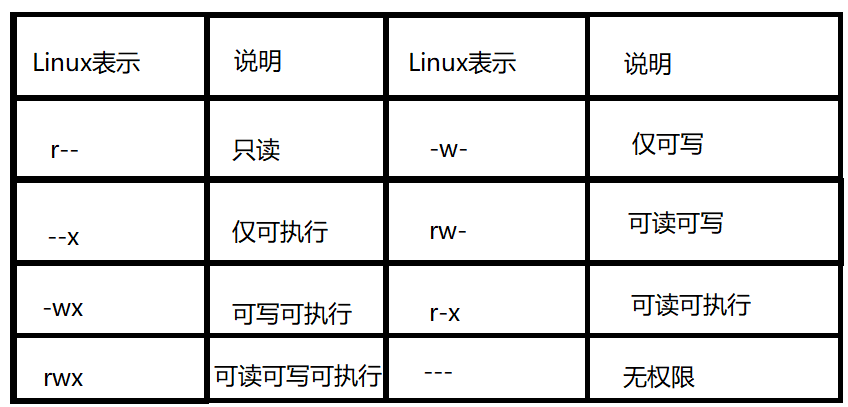 Linux表示 说明 Linux表示 说明
r-- 只读 -w- 仅可写
--x 仅可执行 rw- 可读可写
-wx 可写可执行 r-x 可读可执行
rwx 可读可写可执行 --- 无权限